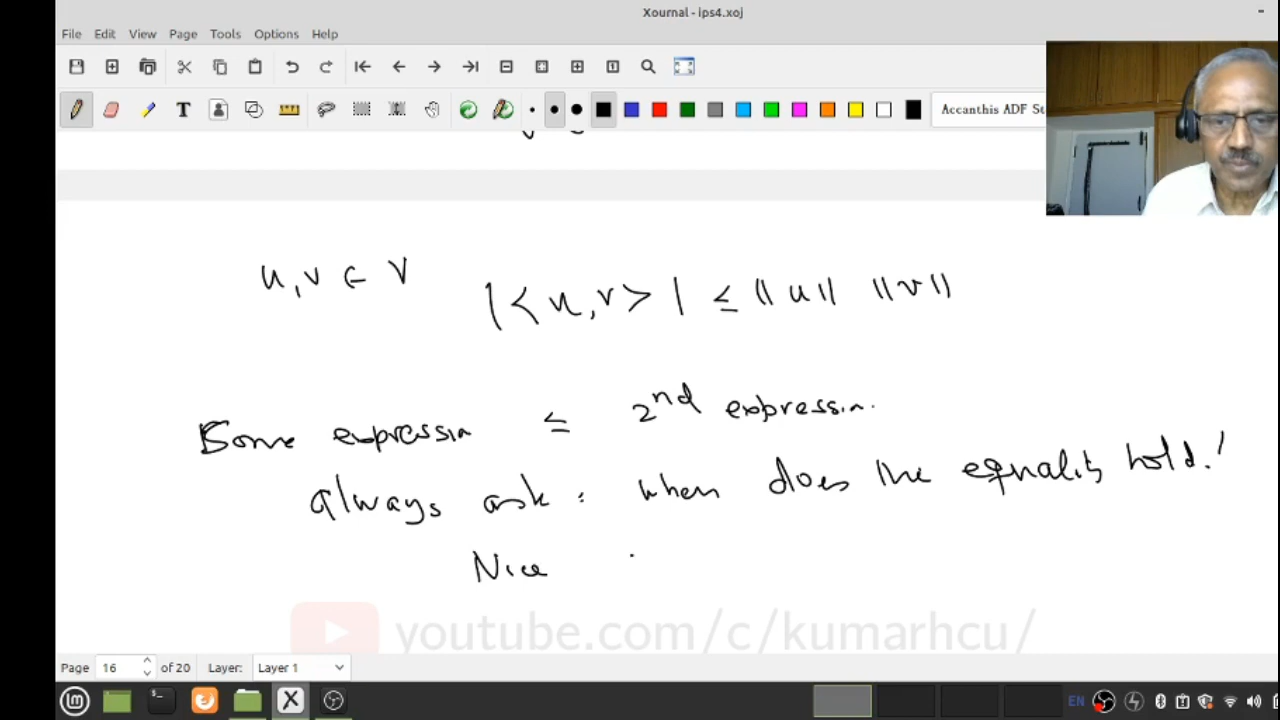 Xournal - ips4.xoj
File Edit View Page Tools Options Help
Accanthis ADF St
u, v ∈ V |< u, v >| ≤ ||u|| ||v||
Some expression ≤ 2nd expression.
Always ask : when does the equality hold!
Nice
youtube.com/c/kumarhcu/
Page 16 of 20 Layer: Layer 1
EN